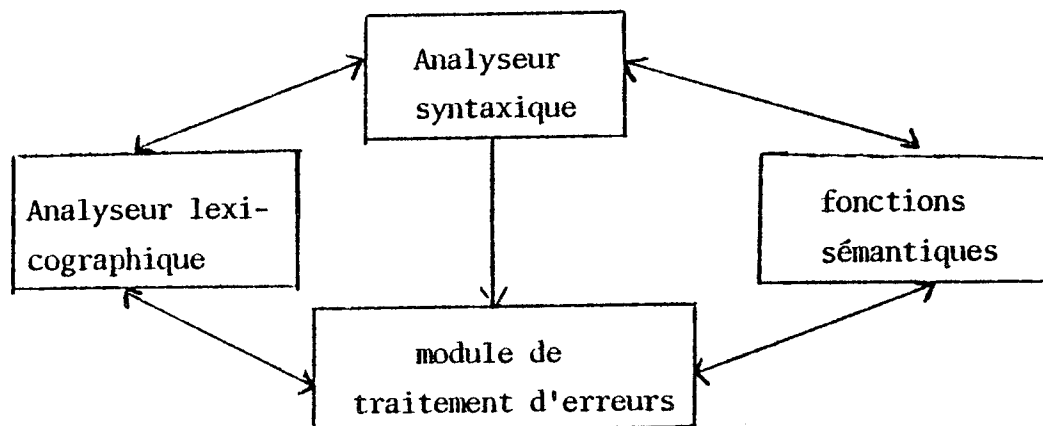 Analyseur
syntaxique
Analyseur lexi-
cographique
fonctions
sémantiques
module de
traitement d'erreurs